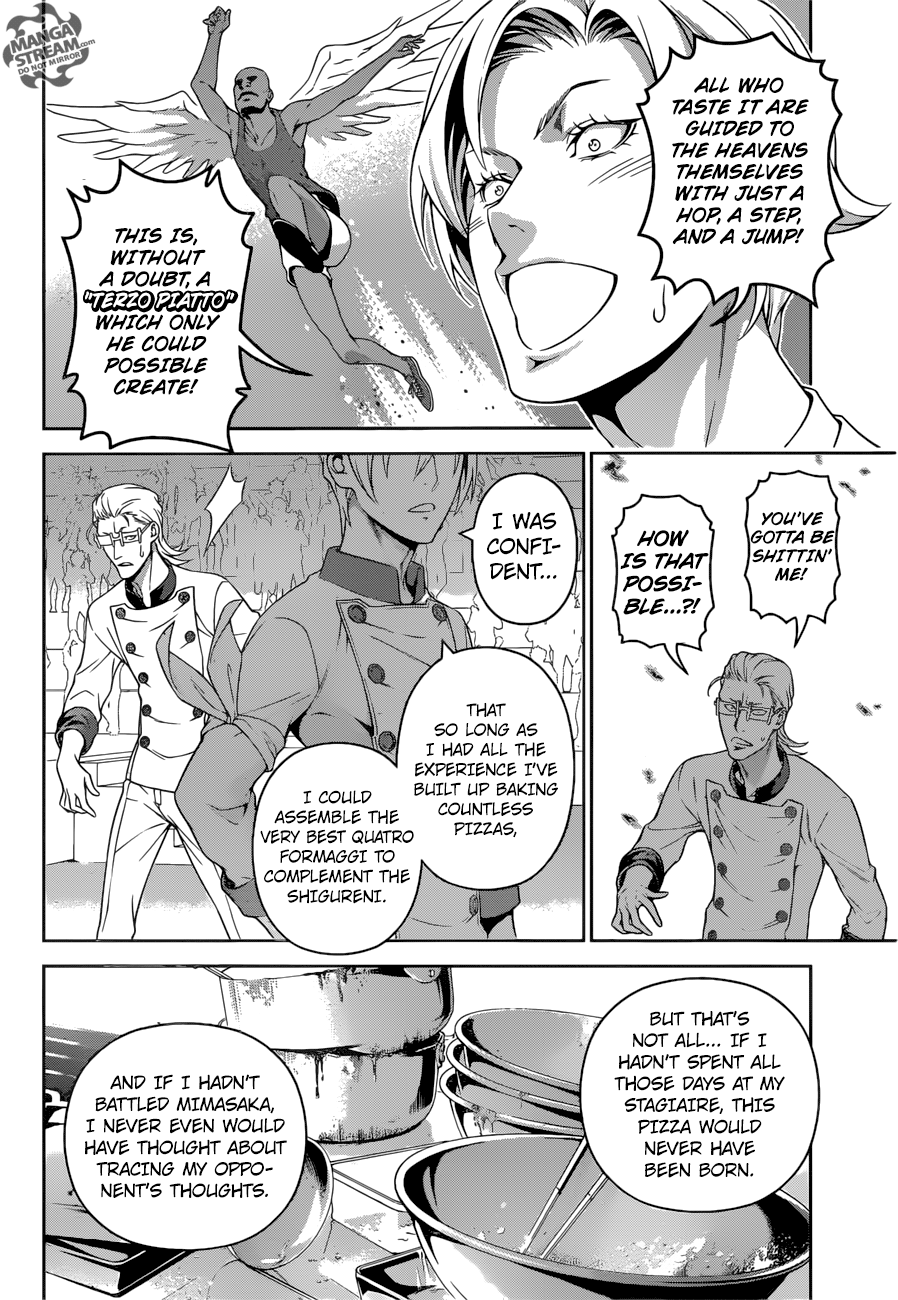 MANGA
STREAM.com
DO NOT MIRROR!
ALL WHO
TASTE IT ARE
GUIDED TO
THE HEAVENS
THEMSELVES
WITH JUST A
HOP, A STEP,
AND A JUMP!
THIS IS,
WITHOUT
A DOUBT, A
"TERZO PIATTO"
WHICH ONLY
HE COULD
POSSIBLE
CREATE!
YOU'VE
GOTTA BE
SHITTIN'
ME!
HOW
IS THAT
POSSI-
BLE...?!
I WAS
CONFI-
DENT...
THAT
SO LONG AS
I HAD ALL THE
EXPERIENCE I'VE
BUILT UP BAKING
COUNTLESS
PIZZAS,
I COULD
ASSEMBLE THE
VERY BEST QUATRO
FORMAGGI TO
COMPLEMENT THE
SHIGURENI.
BUT THAT'S
NOT ALL... IF I
HADN'T SPENT ALL
THOSE DAYS AT MY
STAGIAIRE, THIS
PIZZA WOULD
NEVER HAVE
BEEN BORN.
AND IF I HADN'T
BATTLED MIMASAKA,
I NEVER EVEN WOULD
HAVE THOUGHT ABOUT
TRACING MY OPPO-
NENT'S THOUGHTS.